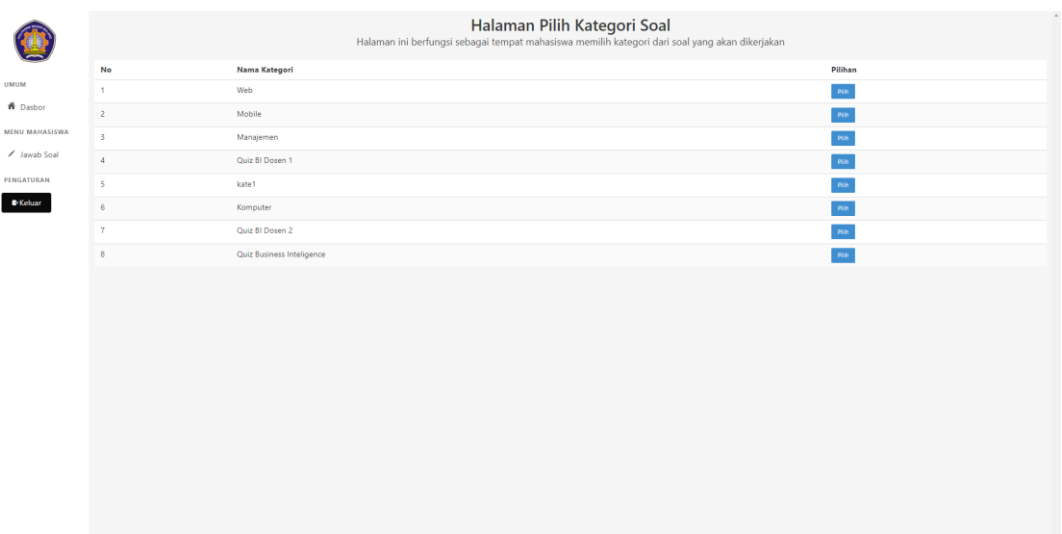 Halaman Pilih Kategori Soal
Halaman ini berfungsi sebagai tempat mahasiswa memilih kategori dari soal yang akan dikerjakan
UMUM
Dasbor
MENU MAHASISWA
Jawab Soal
PENGATURAN
Keluar
No Nama Kategori Pilihan
1 Web Pilih
2 Mobile Pilih
3 Manajemen Pilih
4 Quiz BI Dosen 1 Pilih
5 kate1 Pilih
6 Komputer Pilih
7 Quiz BI Dosen 2 Pilih
8 Quiz Business Inteligence Pilih